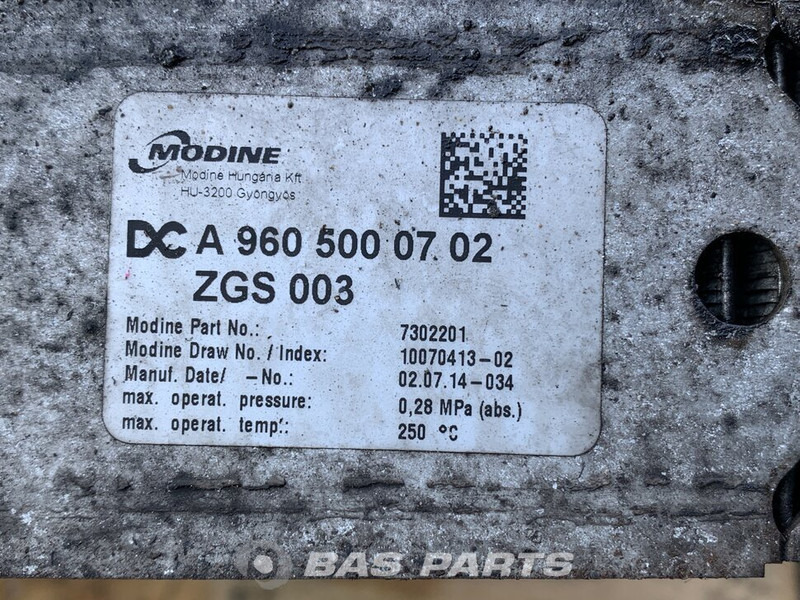 MODINE
Modine Hungária Kft
HU-3200 Gyöngyös
DC A 960 500 07 02
ZGS 003
Modine Part No.: 7302201
Modine Draw No. / Index: 10070413-02
Manuf. Date/ -No.: 02.07.14-034
max. operat. pressure: 0,28 MPa (abs.)
max. operat. temp.: 250 °C
BAS PARTS